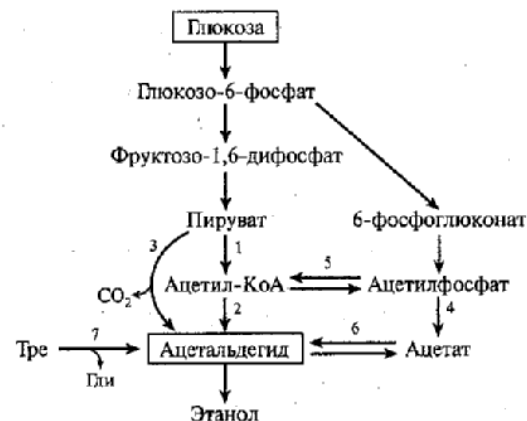 Глюкоза
Глюкозо-6-фосфат
Фруктозо-1,6-дифосфат
Пируват
6-фосфоглюконат
3
1
5
CO₂
Ацетил-КоА
Ацетилфосфат
2
4
7
6
Тре
Ацетальдегид
Ацетат
Гли
Этанол